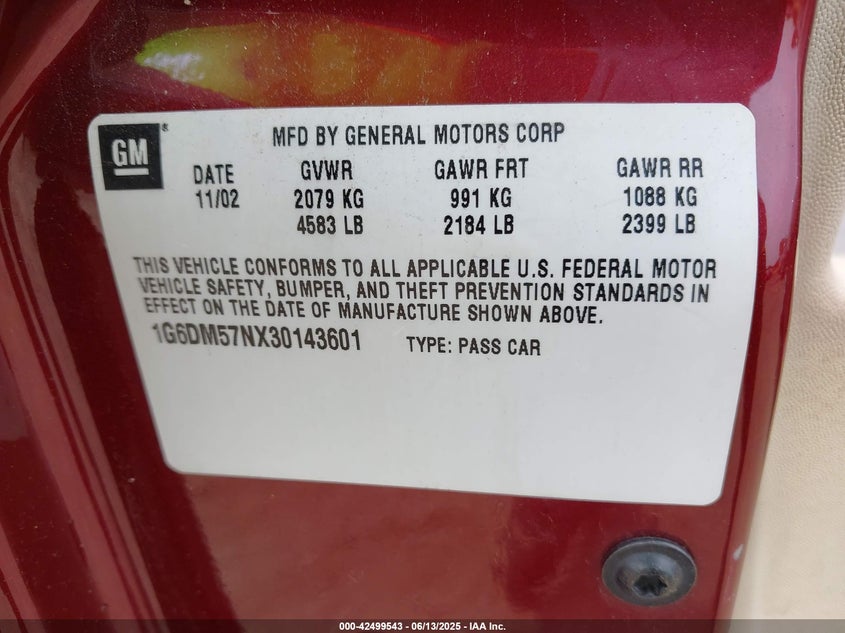 GM®
MFD BY GENERAL MOTORS CORP
DATE GVWR GAWR FRT GAWR RR
11/02 2079 KG 991 KG 1088 KG
4583 LB 2184 LB 2399 LB
THIS VEHICLE CONFORMS TO ALL APPLICABLE U.S. FEDERAL MOTOR
VEHICLE SAFETY, BUMPER, AND THEFT PREVENTION STANDARDS IN
EFFECT ON THE DATE OF MANUFACTURE SHOWN ABOVE.
1G6DM57NX30143601 TYPE: PASS CAR
000-42499543 - 06/13/2025 - IAA Inc.